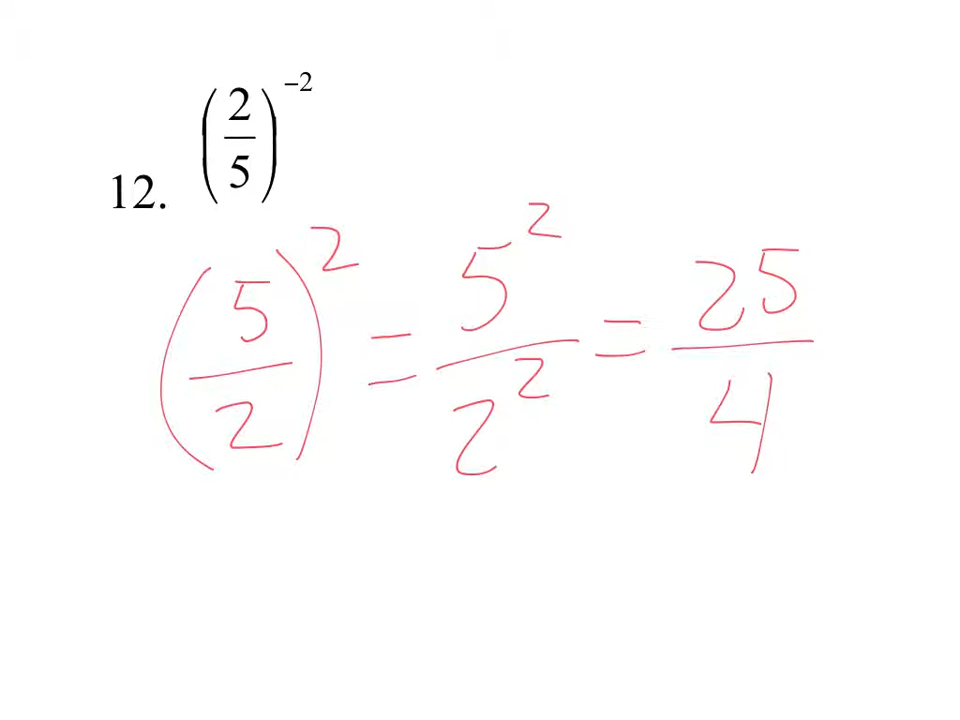 12. (2/5)^−2
(5/2)^2 = 5^2/2^2 = 25/4